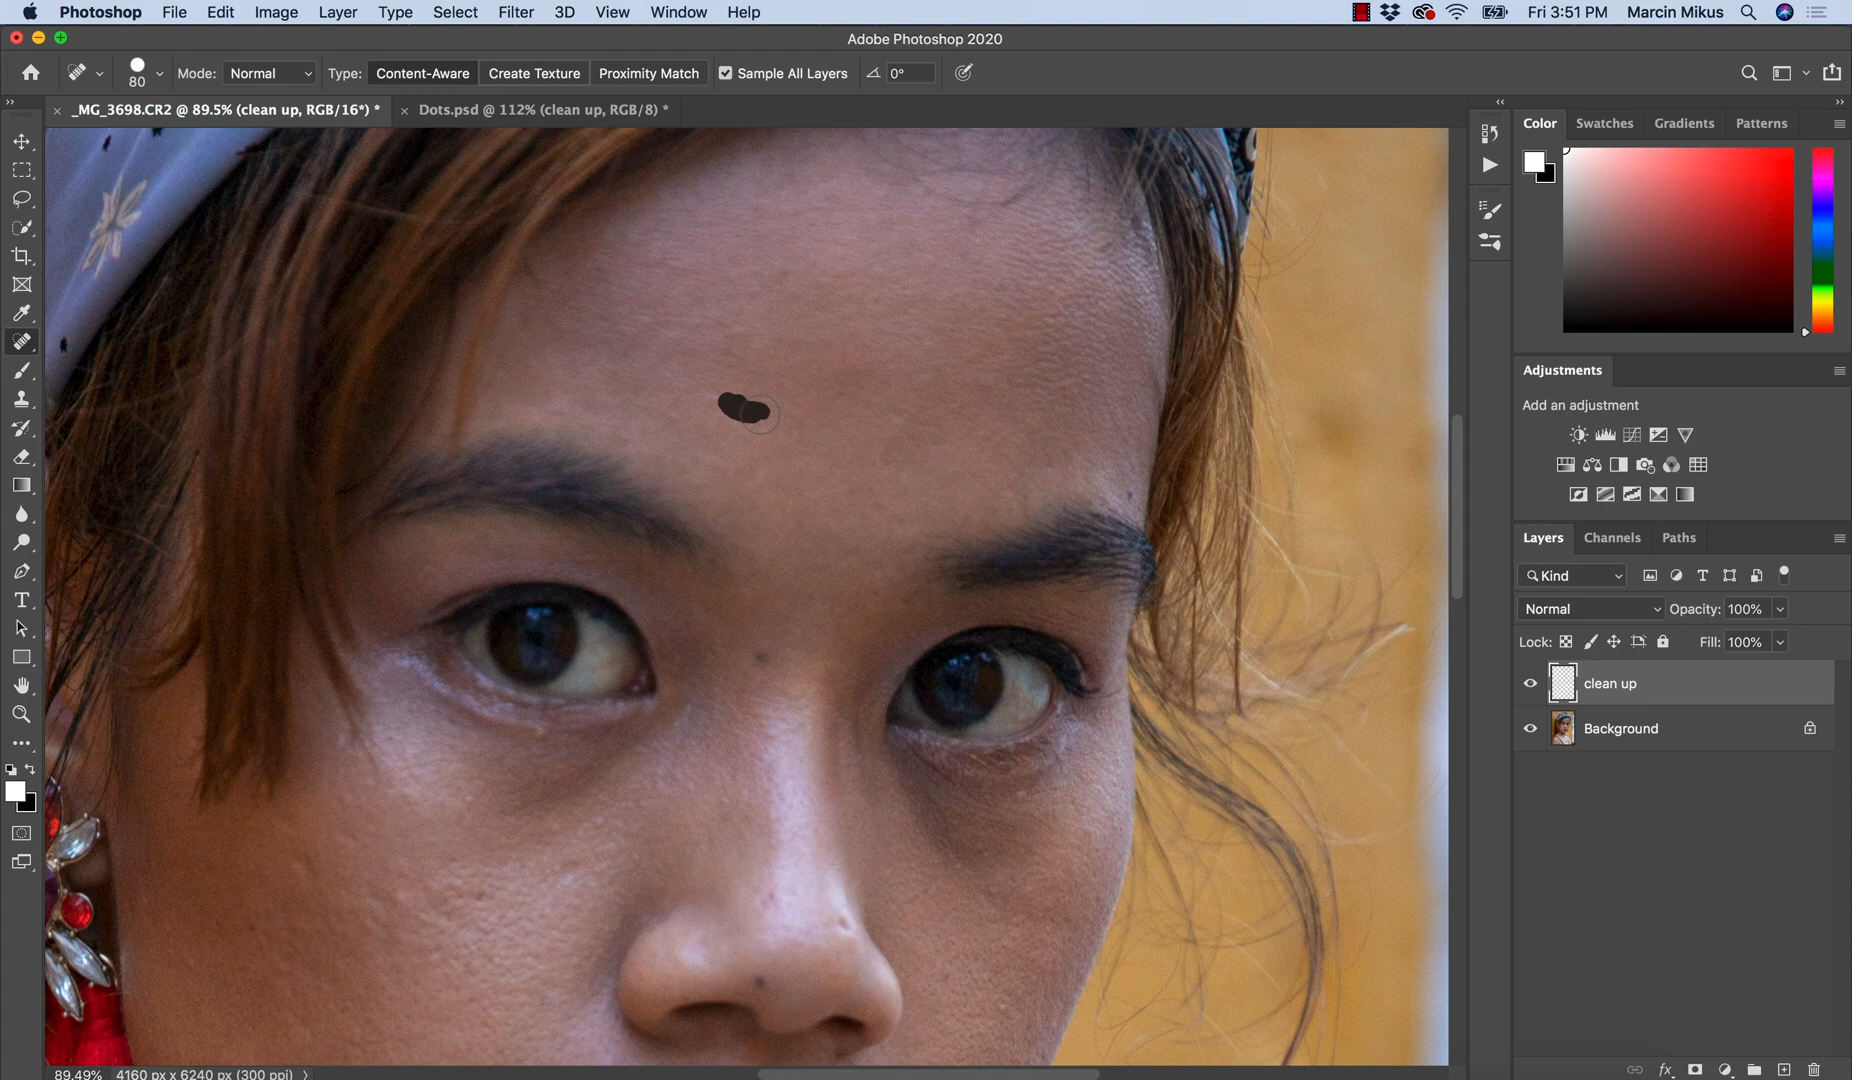 Photoshop File Edit Image Layer Type Select Filter 3D View Window Help Fri 3:51 PM Marcin Mikus
Adobe Photoshop 2020
80 Mode: Normal Type: Content-Aware Create Texture Proximity Match Sample All Layers 0°
_MG_3698.CR2 @ 89.5% (clean up, RGB/16*) * Dots.psd @ 112% (clean up, RGB/8) *
Color Swatches Gradients Patterns
Adjustments
Add an adjustment
Layers Channels Paths
Kind
Normal Opacity: 100%
Lock: Fill: 100%
clean up
Background
89.49% 4160 px x 6240 px (300 ppi)